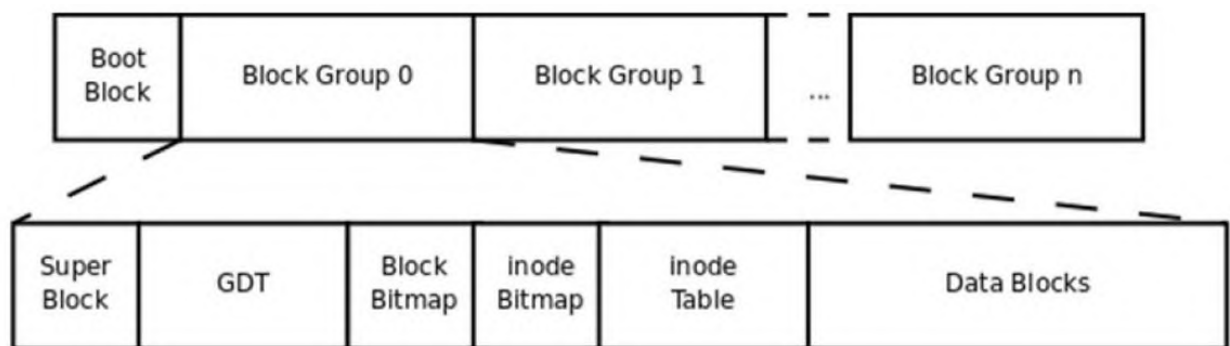 Boot
Block
Block Group 0
Block Group 1
...
Block Group n
Super
Block
GDT
Block
Bitmap
inode
Bitmap
inode
Table
Data Blocks